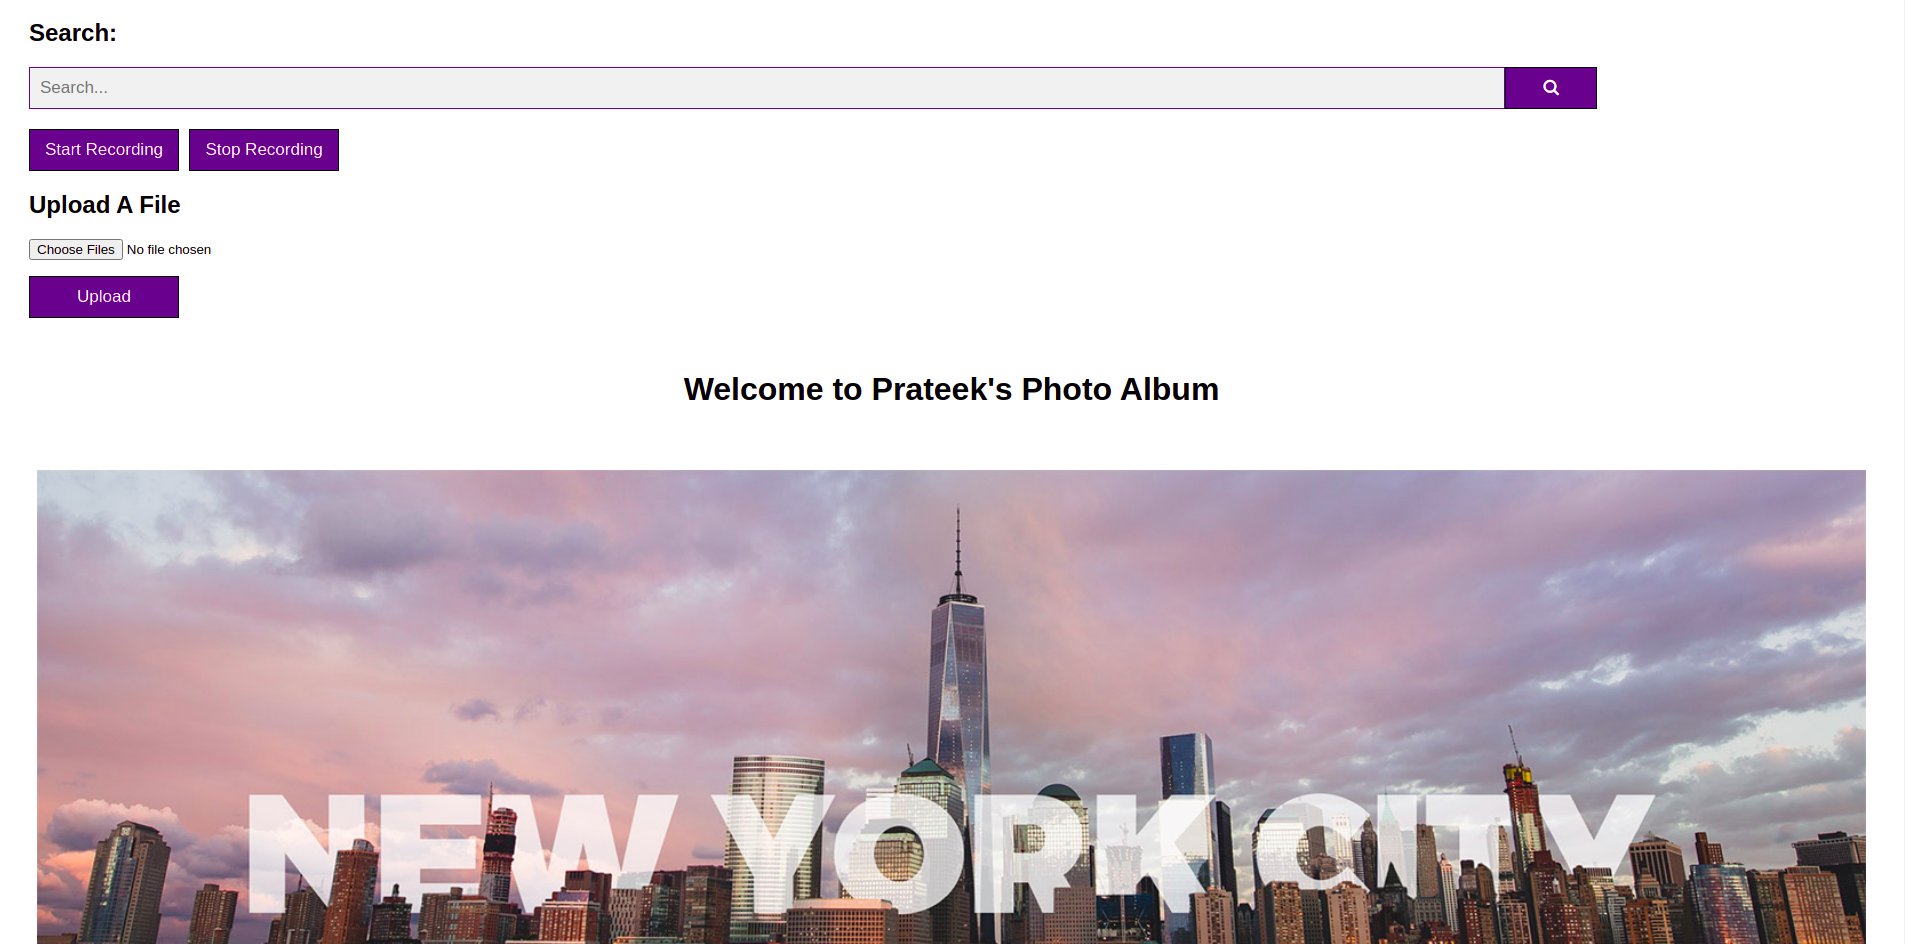 Search:
Search...
Start Recording Stop Recording
Upload A File
Choose Files No file chosen
Upload
Welcome to Prateek's Photo Album
NEW YORK CITY